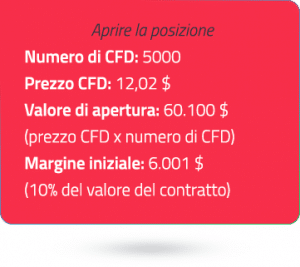 Aprire la posizione
Numero di CFD: 5000
Prezzo CFD: 12,02 $
Valore di apertura: 60.100 $
(prezzo CFD x numero di CFD)
Margine iniziale: 6.001 $
(10% del valore del contratto)